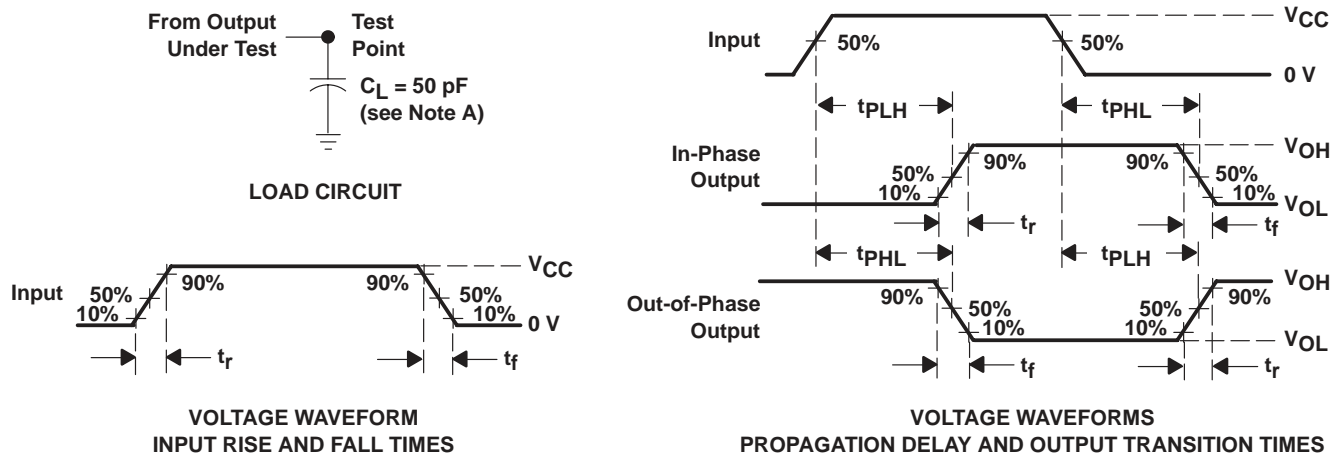 From Output
Under Test
Test
Point
CL = 50 pF
(see Note A)
LOAD CIRCUIT
Input
50%
10%
90%
90%
50%
10%
VCC
0 V
tr
tf
VOLTAGE WAVEFORM
INPUT RISE AND FALL TIMES
Input
50%
50%
VCC
0 V
tPLH
tPHL
In-Phase
Output
50%
10%
90%
90%
50%
10%
VOH
VOL
tr
tf
tPHL
tPLH
Out-of-Phase
Output
90%
50%
10%
50%
10%
90%
VOH
VOL
tf
tr
VOLTAGE WAVEFORMS
PROPAGATION DELAY AND OUTPUT TRANSITION TIMES